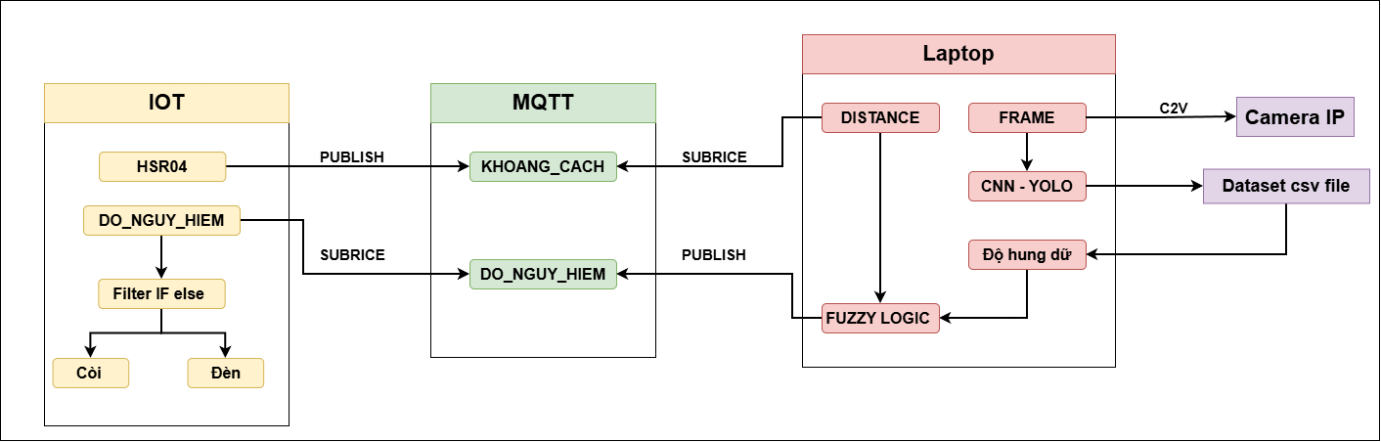 IOT
HSR04
DO_NGUY_HIEM
Filter IF else
Còi
Đèn
PUBLISH
SUBRICE
MQTT
KHOANG_CACH
DO_NGUY_HIEM
SUBRICE
PUBLISH
Laptop
DISTANCE
FRAME
CNN - YOLO
Độ hung dữ
FUZZY LOGIC
C2V
Camera IP
Dataset csv file